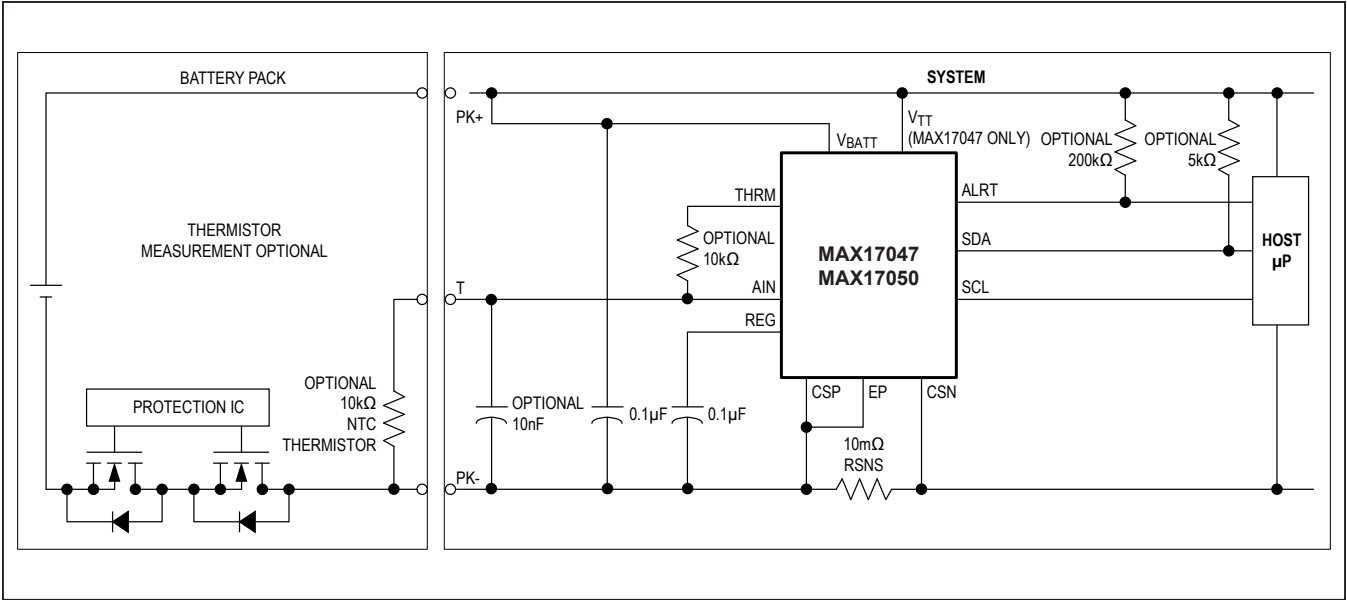 BATTERY PACK
THERMISTOR
MEASUREMENT OPTIONAL
PROTECTION IC
OPTIONAL
10kΩ
NTC
THERMISTOR
SYSTEM
PK+
T
PK-
VBATT
VTT
(MAX17047 ONLY)
OPTIONAL
200kΩ
OPTIONAL
5kΩ
THRM
OPTIONAL
10kΩ
AIN
REG
MAX17047
MAX17050
ALRT
SDA
SCL
HOST
µP
CSP
EP
CSN
OPTIONAL
10nF
0.1µF
0.1µF
10mΩ
RSNS